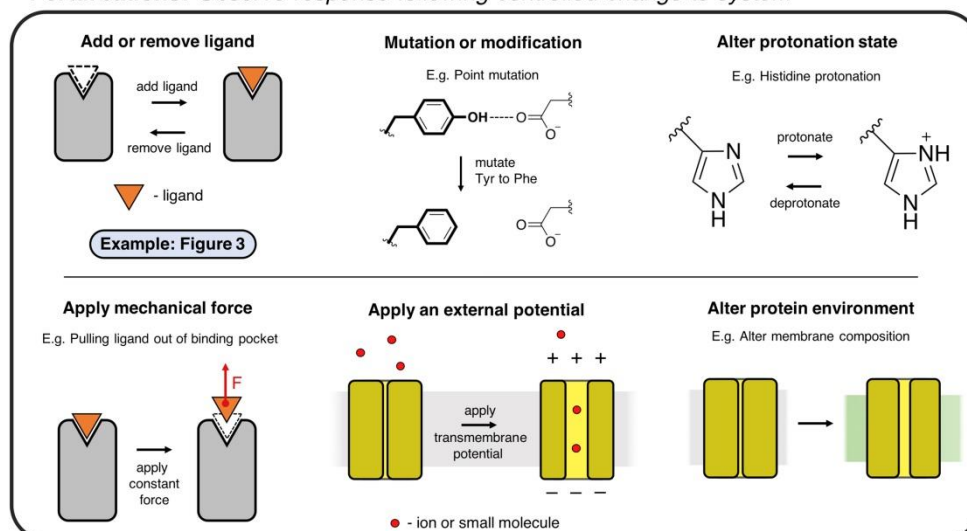 Add or remove ligand
add ligand
remove ligand
- ligand
Example: Figure 3
Mutation or modification
E.g. Point mutation
OH
O
O⁻
mutate
Tyr to Phe
O
O⁻
Alter protonation state
E.g. Histidine protonation
N
N
H
protonate
deprotonate
+
NH
N
H
Apply mechanical force
E.g. Pulling ligand out of binding pocket
F
apply
constant
force
Apply an external potential
+ + +
apply
transmembrane
potential
– – –
- ion or small molecule
Alter protein environment
E.g. Alter membrane composition